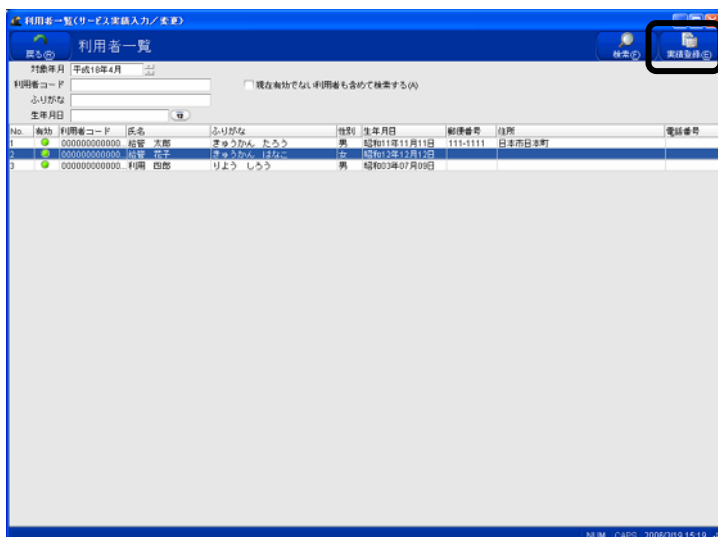 利用者一覧(サービス実績入力/変更)
戻る(R) 利用者一覧 検索(F) 実績登録(E)
対象年月 平成18年4月
利用者コード 現在有効でない利用者も含めて検索する(A)
ふりがな
生年月日
No. 有効 利用者コード 氏名 ふりがな 性別 生年月日 郵便番号 住所 電話番号
1 000000000000... 給管 太郎 きゅうかん たろう 男 昭和11年11月11日 111-1111 日本市日本町
2 000000000000... 給管 花子 きゅうかん はなこ 女 昭和12年12月12日
3 000000000000... 利用 四郎 りよう しろう 男 昭和03年07月09日
NUM CAPS 2008/3/19 15:19